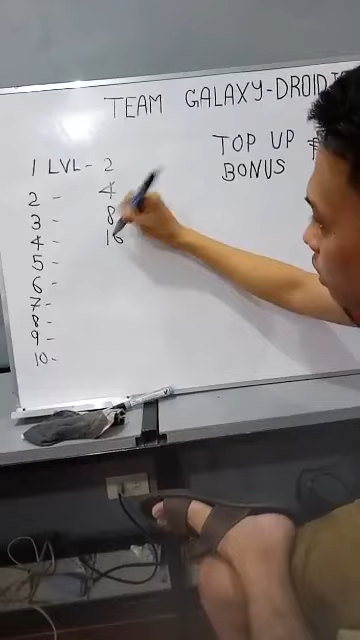 TEAM GALAXY-DROID
TOP UP
BONUS
1 LVL - 2
2 - 4
3 - 8
4 - 16
5 -
6 -
7 -
8 -
9 -
10 -